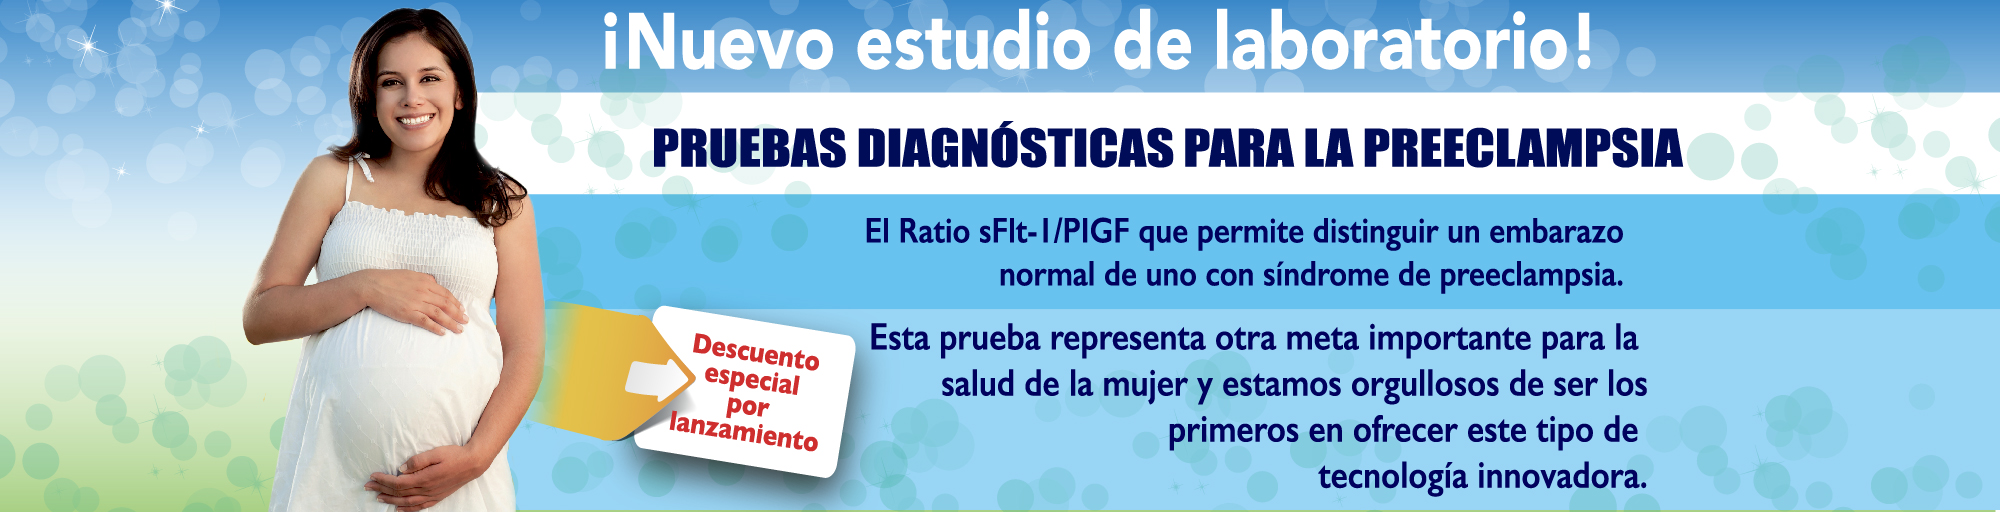 ¡Nuevo estudio de laboratorio!
PRUEBAS DIAGNÓSTICAS PARA LA PREECLAMPSIA
El Ratio sFlt-1/PIGF que permite distinguir un embarazo
normal de uno con síndrome de preeclampsia.
Descuento
especial
por
lanzamiento
Esta prueba representa otra meta importante para la
salud de la mujer y estamos orgullosos de ser los
primeros en ofrecer este tipo de
tecnología innovadora.